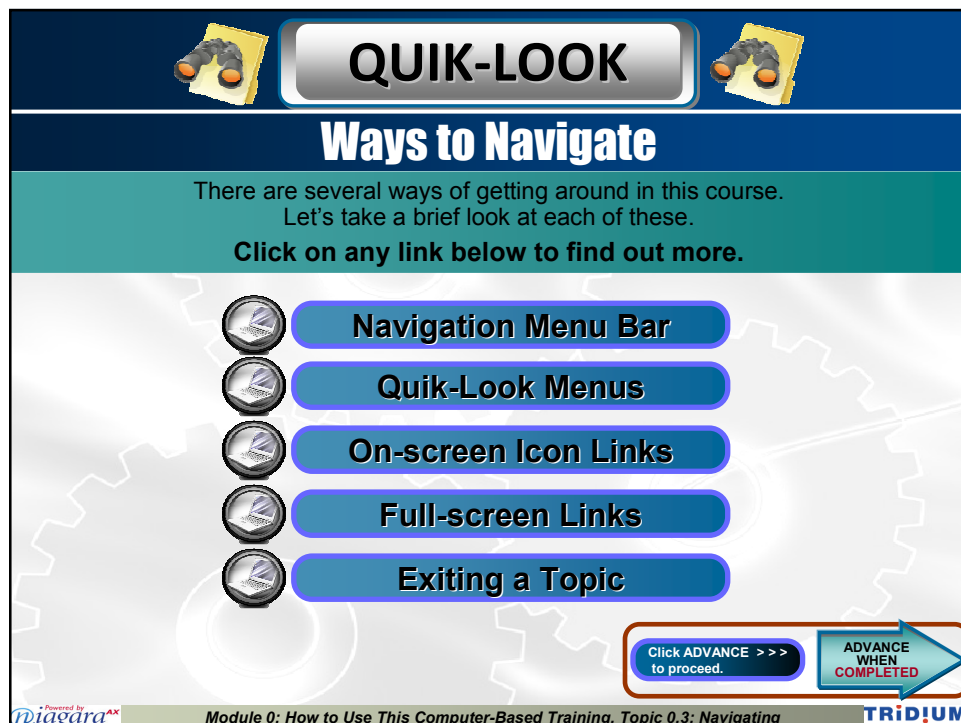 QUIK-LOOK
Ways to Navigate
There are several ways of getting around in this course.
Let's take a brief look at each of these.
Click on any link below to find out more.
Navigation Menu Bar
Quik-Look Menus
On-screen Icon Links
Full-screen Links
Exiting a Topic
Click ADVANCE >>>
to proceed.
ADVANCE
WHEN
COMPLETED
Powered by
niagara AX
Module 0: How to Use This Computer-Based Training, Topic 0.3: Navigating
TRIDIUM